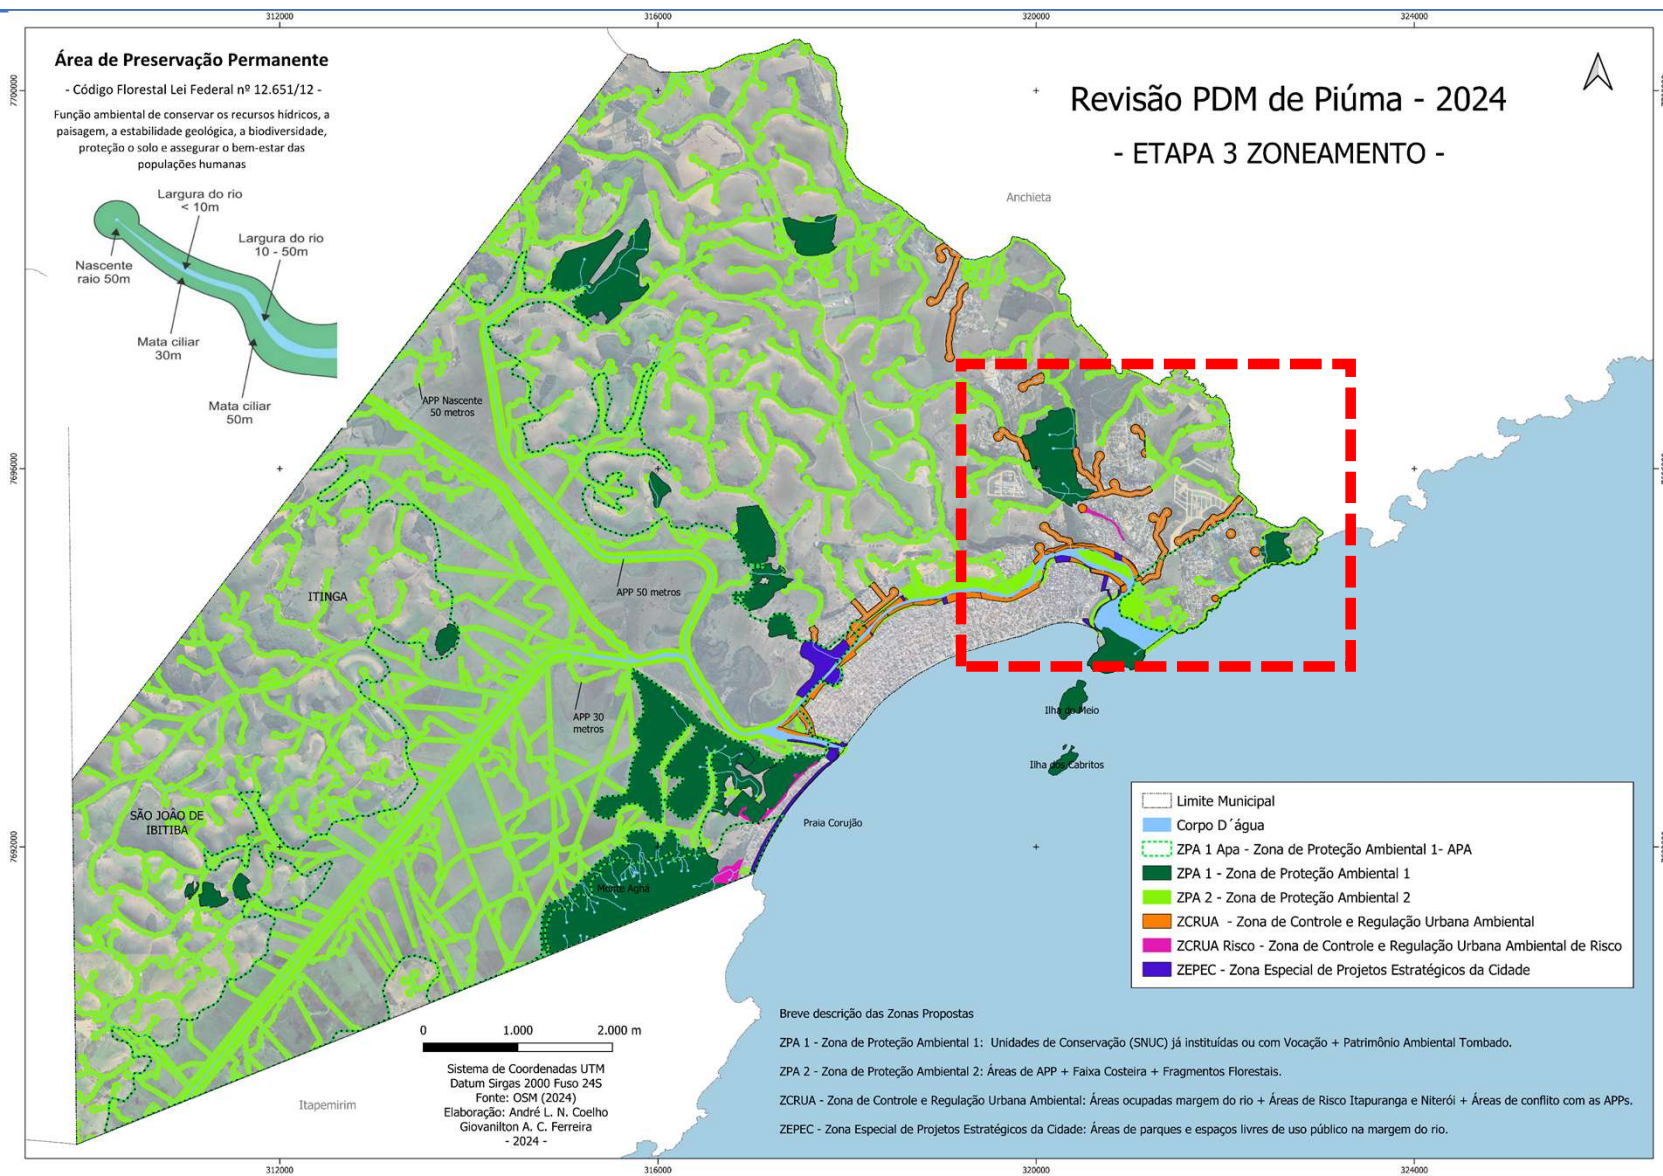 312000
316000
320000
324000
Área de Preservação Permanente
- Código Florestal Lei Federal nº 12.651/12 -
Função ambiental de conservar os recursos hídricos, a
paisagem, a estabilidade geológica, a biodiversidade,
proteção o solo e assegurar o bem-estar das
populações humanas
Largura do rio
< 10m
Largura do rio
10 - 50m
Nascente
raio 50m
Mata ciliar
30m
Mata ciliar
50m
Revisão PDM de Piúma - 2024
- ETAPA 3 ZONEAMENTO -
7700000
7696000
7692000
Anchieta
APP Nascente
50 metros
APP 50 metros
ITINGA
APP 30
metros
SÃO JOÃO DE
IBITIBA
Monte Aghá
Ilha do Meio
Ilha dos Cabritos
Praia Corujão
Itapemirim
Limite Municipal
Corpo D´água
ZPA 1 Apa - Zona de Proteção Ambiental 1- APA
ZPA 1 - Zona de Proteção Ambiental 1
ZPA 2 - Zona de Proteção Ambiental 2
ZCRUA - Zona de Controle e Regulação Urbana Ambiental
ZCRUA Risco - Zona de Controle e Regulação Urbana Ambiental de Risco
ZEPEC - Zona Especial de Projetos Estratégicos da Cidade
0 1.000 2.000 m
Sistema de Coordenadas UTM
Datum Sirgas 2000 Fuso 24S
Fonte: OSM (2024)
Elaboração: André L. N. Coelho
Giovanilton A. C. Ferreira
- 2024 -
Breve descrição das Zonas Propostas
ZPA 1 - Zona de Proteção Ambiental 1: Unidades de Conservação (SNUC) já instituídas ou com Vocação + Patrimônio Ambiental Tombado.
ZPA 2 - Zona de Proteção Ambiental 2: Áreas de APP + Faixa Costeira + Fragmentos Florestais.
ZCRUA - Zona de Controle e Regulação Urbana Ambiental: Áreas ocupadas margem do rio + Áreas de Risco Itapuranga e Niterói + Áreas de conflito com as APPs.
ZEPEC - Zona Especial de Projetos Estratégicos da Cidade: Áreas de parques e espaços livres de uso público na margem do rio.
312000
316000
320000
324000